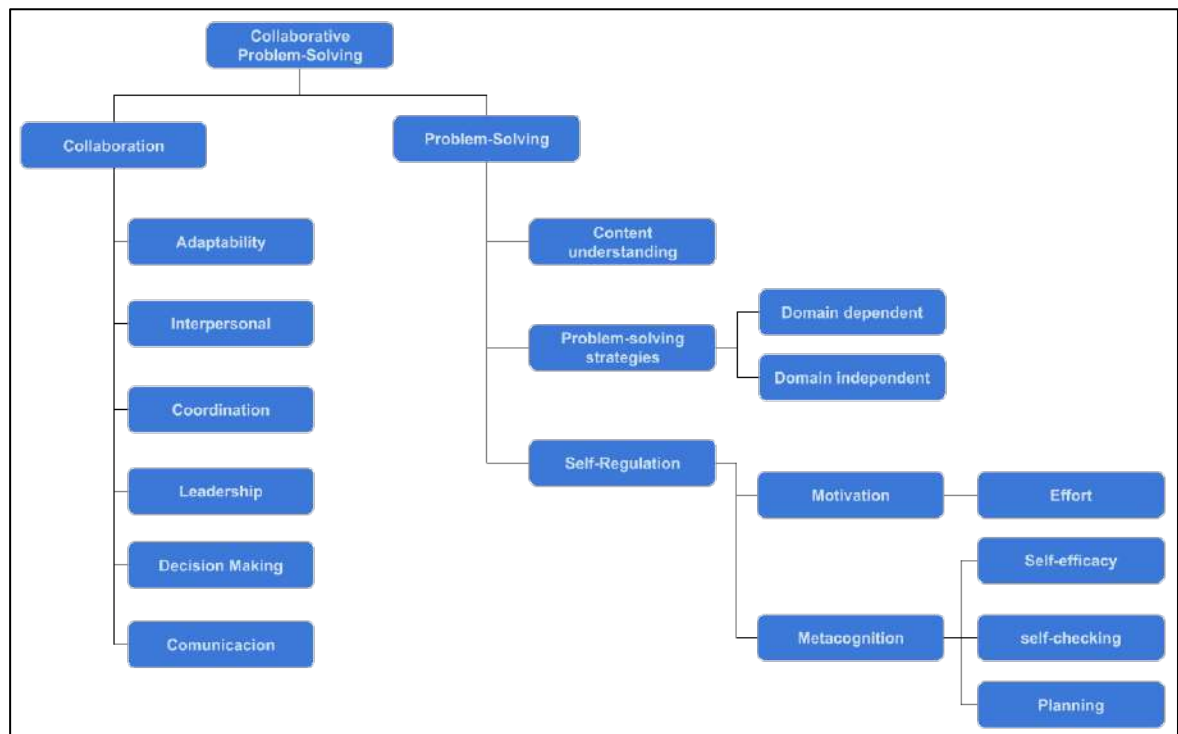 Collaborative
Problem-Solving
Collaboration
Problem-Solving
Adaptability
Interpersonal
Coordination
Leadership
Decision Making
Comunicacion
Content
understanding
Problem-solving
strategies
Domain dependent
Domain independent
Self-Regulation
Motivation
Effort
Metacognition
Self-efficacy
self-checking
Planning